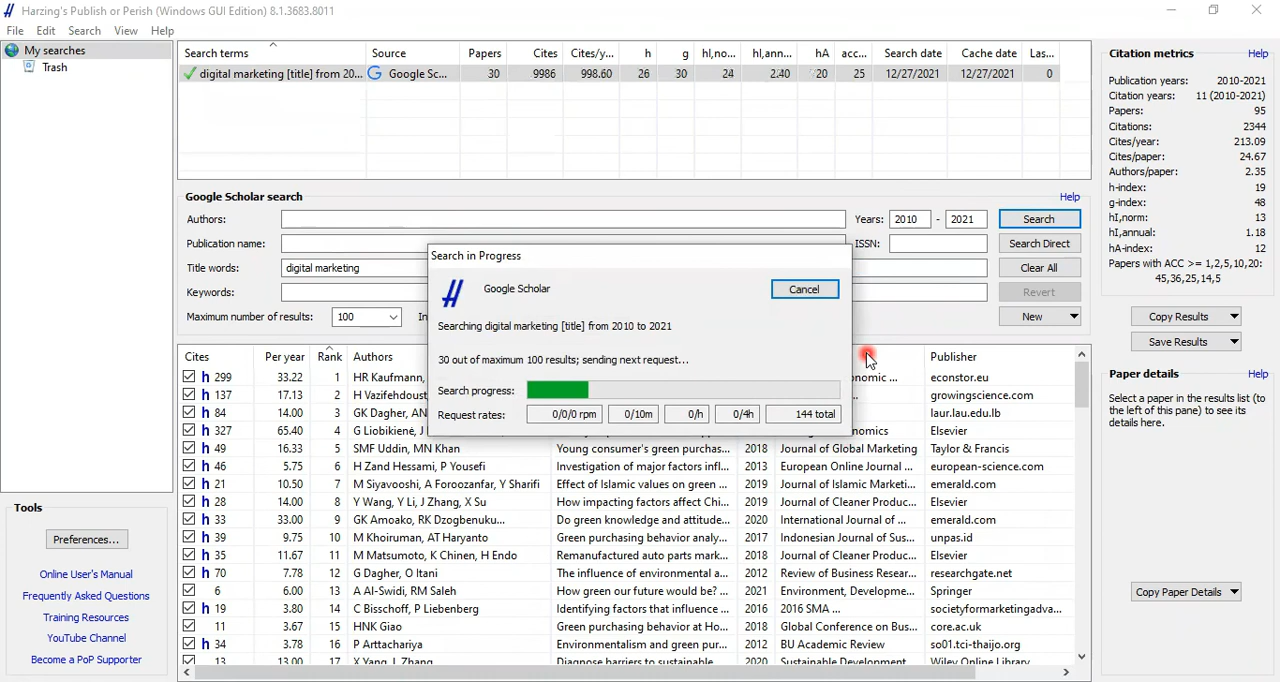 Harzing's Publish or Perish (Windows GUI Edition) 8.1.3683.8011
File Edit Search View Help
My searches
Trash
Search terms Source Papers Cites Cites/y... h g hI,no... hI,ann... hA acc... Search date Cache date Las...
digital marketing [title] from 20... Google Sc... 30 9986 998.60 26 30 24 2.40 20 25 12/27/2021 12/27/2021 0
Google Scholar search Help
Authors: Years: 2010 - 2021 Search
Publication name: ISSN: Search Direct
Title words: digital marketing Clear All
Keywords: Revert
Maximum number of results: 100 New
Search in Progress
Google Scholar Cancel
Searching digital marketing [title] from 2010 to 2021
30 out of maximum 100 results; sending next request...
Search progress:
Request rates: 0/0/0 rpm 0/10m 0/h 0/4h 144 total
Cites Per year Rank Authors Publisher
h 299 33.22 1 HR Kaufmann, nomic ... econstor.eu
h 137 17.13 2 H Vazifehdoust growingscience.com
h 84 14.00 3 GK Dagher, AN laur.lau.edu.lb
h 327 65.40 4 G Liobikienė, J Elsevier
h 49 16.33 5 SMF Uddin, MN Khan Young consumer's green purchas... 2018 Journal of Global Marketing Taylor & Francis
h 46 5.75 6 H Zand Hessami, P Yousefi Investigation of major factors infl... 2013 European Online Journal ... european-science.com
h 21 10.50 7 M Siyavooshi, A Foroozanfar, Y Sharifi Effect of Islamic values on green ... 2019 Journal of Islamic Marketi... emerald.com
h 28 14.00 8 Y Wang, Y Li, J Zhang, X Su How impacting factors affect Chi... 2019 Journal of Cleaner Produc... Elsevier
h 33 33.00 9 GK Amoako, RK Dzogbenuku... Do green knowledge and attitude... 2020 International Journal of ... emerald.com
h 39 9.75 10 M Khoiruman, AT Haryanto Green purchasing behavior analy... 2017 Indonesian Journal of Sus... unpas.id
h 35 11.67 11 M Matsumoto, K Chinen, H Endo Remanufactured auto parts mark... 2018 Journal of Cleaner Produc... Elsevier
h 70 7.78 12 G Dagher, O Itani The influence of environmental a... 2012 Review of Business Resear... researchgate.net
6 6.00 13 A Al-Swidi, RM Saleh How green our future would be? ... 2021 Environment, Developme... Springer
h 19 3.80 14 C Bisschoff, P Liebenberg Identifying factors that influence ... 2016 2016 SMA ... societyformarketingadva...
11 3.67 15 HNK Giao Green purchasing behavior at Ho... 2018 Global Conference on Bus... core.ac.uk
h 34 3.78 16 P Arttachariya Environmentalism and green pur... 2012 BU Academic Review so01.tci-thaijo.org
13 13.00 17 X Yang, L Zhang Diagnose barriers to sustainable 2020 Sustainable Development Wiley Online Library
Tools
Preferences...
Online User's Manual
Frequently Asked Questions
Training Resources
YouTube Channel
Become a PoP Supporter
Citation metrics Help
Publication years: 2010-2021
Citation years: 11 (2010-2021)
Papers: 95
Citations: 2344
Cites/year: 213.09
Cites/paper: 24.67
Authors/paper: 2.35
h-index: 19
g-index: 48
hI,norm: 13
hI,annual: 1.18
hA-index: 12
Papers with ACC >= 1,2,5,10,20:
45,36,25,14,5
Copy Results
Save Results
Paper details Help
Select a paper in the results list (to
the left of this pane) to see its
details here.
Copy Paper Details